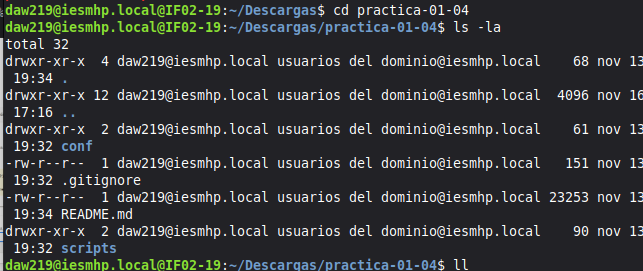 daw219@iesmhp.local@IF02-19:~/Descargas$ cd practica-01-04
daw219@iesmhp.local@IF02-19:~/Descargas/practica-01-04$ ls -la
total 32
drwxr-xr-x  4 daw219@iesmhp.local usuarios del dominio@iesmhp.local    68 nov 13
 19:34 .
drwxr-xr-x 12 daw219@iesmhp.local usuarios del dominio@iesmhp.local  4096 nov 16
 17:16 ..
drwxr-xr-x  2 daw219@iesmhp.local usuarios del dominio@iesmhp.local    61 nov 13
 19:32 conf
-rw-r--r--  1 daw219@iesmhp.local usuarios del dominio@iesmhp.local   151 nov 13
 19:32 .gitignore
-rw-r--r--  1 daw219@iesmhp.local usuarios del dominio@iesmhp.local 23253 nov 13
 19:34 README.md
drwxr-xr-x  2 daw219@iesmhp.local usuarios del dominio@iesmhp.local    90 nov 13
 19:32 scripts
daw219@iesmhp.local@IF02-19:~/Descargas/practica-01-04$ ll